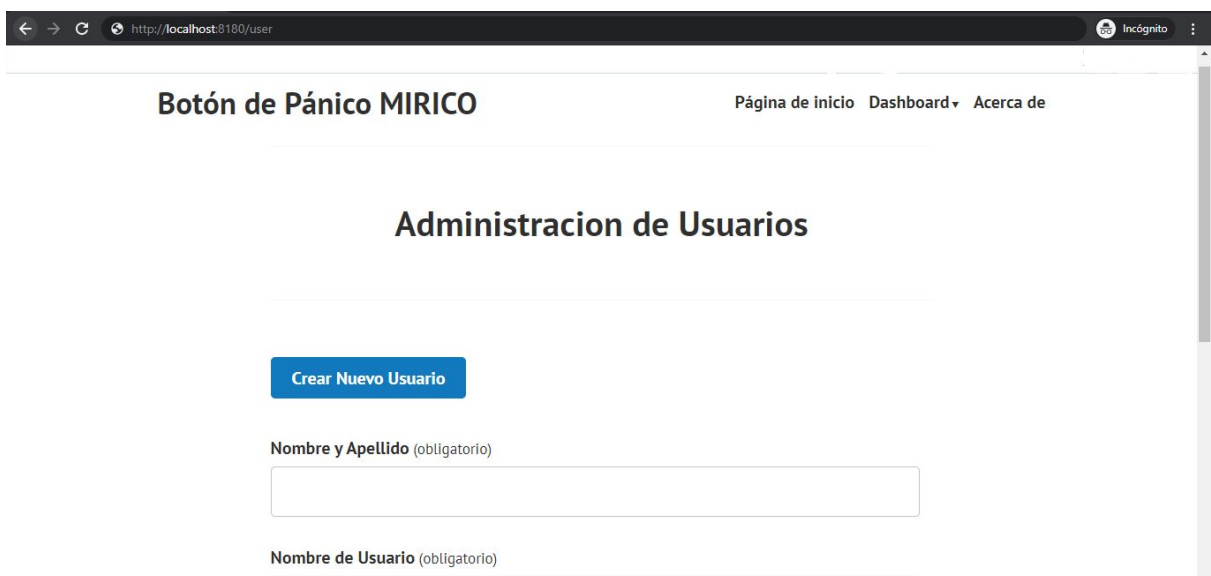 http://localhost:8180/user
Incógnito
Botón de Pánico MIRICO
Página de inicio Dashboard▾ Acerca de
Administracion de Usuarios
Crear Nuevo Usuario
Nombre y Apellido (obligatorio)
Nombre de Usuario (obligatorio)